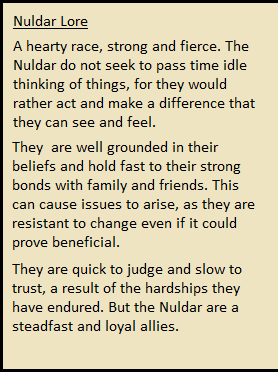 Nuldar Lore
A hearty race, strong and fierce. The
Nuldar do not seek to pass time idle
thinking of things, for they would
rather act and make a difference that
they can see and feel.
They are well grounded in their
beliefs and hold fast to their strong
bonds with family and friends. This
can cause issues to arise, as they are
resistant to change even if it could
prove beneficial.
They are quick to judge and slow to
trust, a result of the hardships they
have endured. But the Nuldar are a
steadfast and loyal allies.